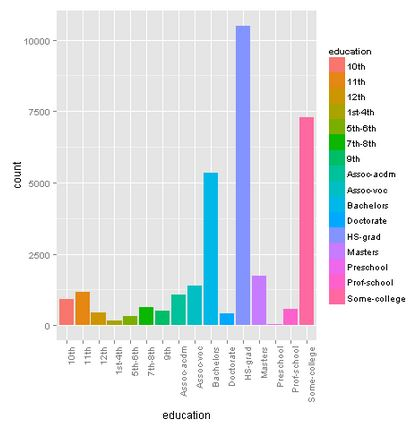 10000
7500
5000
2500
0
count
10th
11th
12th
1st-4th
5th-6th
7th-8th
9th
Assoc-acdm
Assoc-voc
Bachelors
Doctorate
HS-grad
Masters
Preschool
Prof-school
Some-college
education
education
10th
11th
12th
1st-4th
5th-6th
7th-8th
9th
Assoc-acdm
Assoc-voc
Bachelors
Doctorate
HS-grad
Masters
Preschool
Prof-school
Some-college